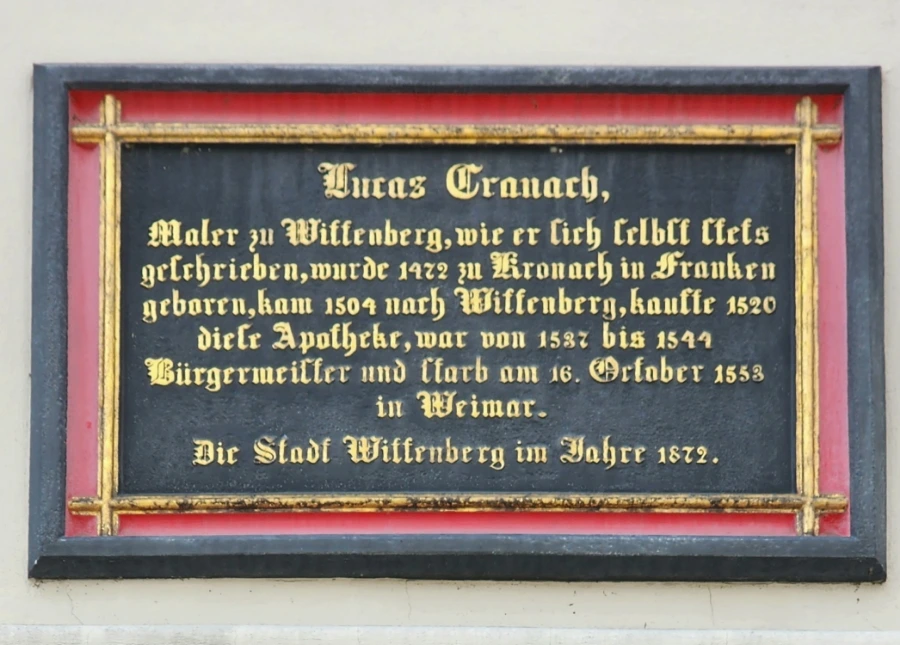 Lucas Cranach,
Maler zu Wittenberg, wie er sich selbst stets
geschrieben, wurde 1472 zu Kronach in Franken
geboren, kam 1504 nach Wittenberg, kaufte 1520
diese Apotheke, war von 1537 bis 1544
Bürgermeister und starb am 16. October 1553
in Weimar.
Die Stadt Wittenberg im Jahre 1872.